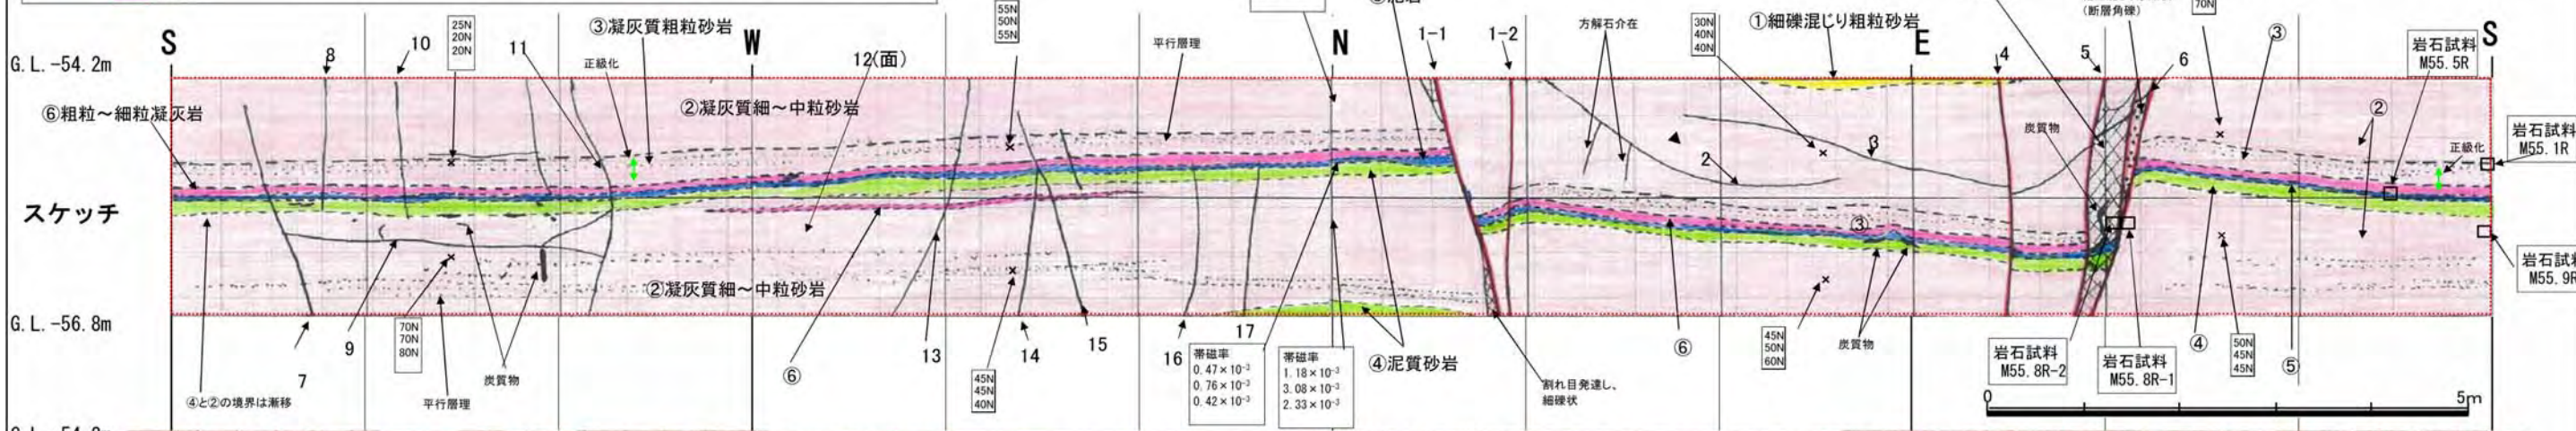 55N
50N
55N
70N
(断層角礫)
S
8
10
25N
20N
20N
11
③凝灰質粗粒砂岩
W
12(面)
平行層理
N
1-1
1-2
方解石介在
30N
40N
40N
①細礫混じり粗粒砂岩
E
4
5
6
③
岩石試料
M55.5R
S
G.L.-54.2m
正級化
⑥粗粒~細粒凝灰岩
②凝灰質細~中粒砂岩
②
炭質物
2
3
正級化
岩石試料
M55.1R
スケッチ
③
②凝灰質細~中粒砂岩
岩石試料
M55.9R
G.L.-56.8m
7
9
70N
70N
80N
炭質物
平行層理
④と②の境界は漸移
⑥
13
45N
45N
40N
14
15
16
17
帯磁率
0.47×10⁻³
0.76×10⁻³
0.42×10⁻³
帯磁率
1.18×10⁻³
3.08×10⁻³
2.33×10⁻³
④泥質砂岩
割れ目発達し、
細礫状
⑥
45N
50N
60N
炭質物
岩石試料
M55.8R-2
岩石試料
M55.8R-1
④
50N
45N
45N
⑤
0
5m